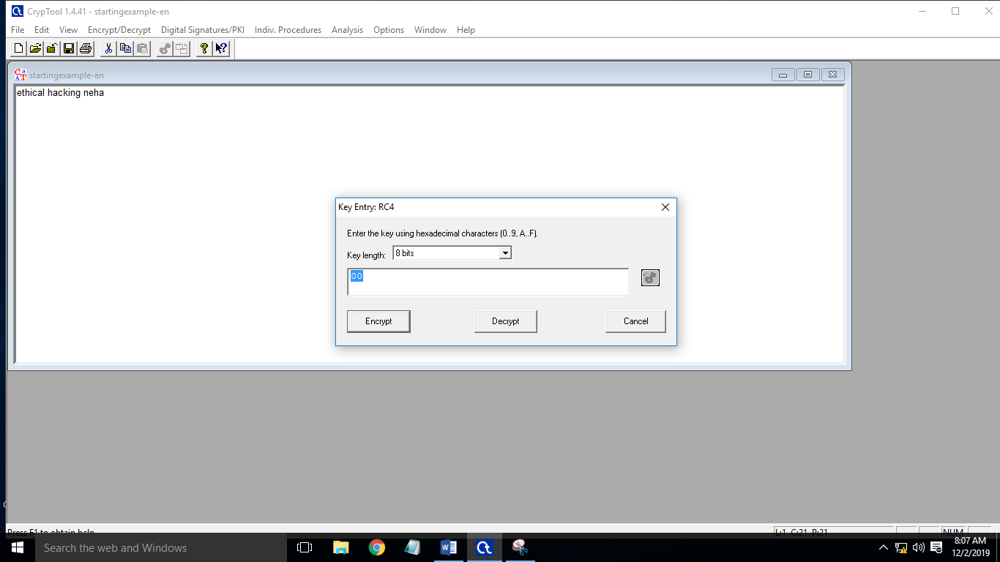 CrypTool 1.4.41 - startingexample-en
File Edit View Encrypt/Decrypt Digital Signatures/PKI Indiv. Procedures Analysis Options Window Help
startingexample-en
ethical hacking neha
Key Entry: RC4
Enter the key using hexadecimal characters (0..9, A..F).
Key length: 8 bits
00
Encrypt Decrypt Cancel
Press F1 to obtain help.
L:1 C:21 P:21 NUM
Search the web and Windows
8:07 AM
12/2/2019